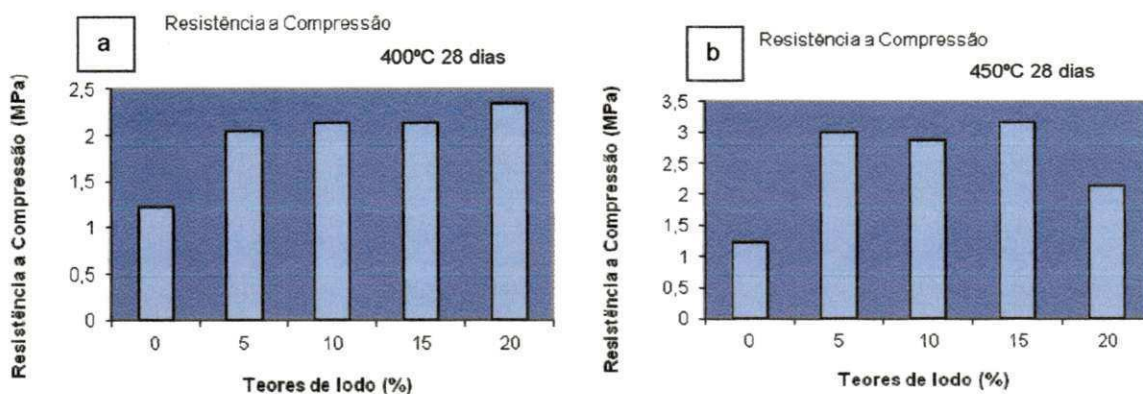 a
Resistência a Compressão
400ºC 28 dias
Resistência a Compressão (MPa)
2,5
2
1,5
1
0,5
0
0
5
10
15
20
Teores de lodo (%)
b
Resistência a Compressão
450ºC 28 dias
Resistência a Compressão (MPa)
3,5
3
2,5
2
1,5
1
0,5
0
0
5
10
15
20
Teores de lodo (%)